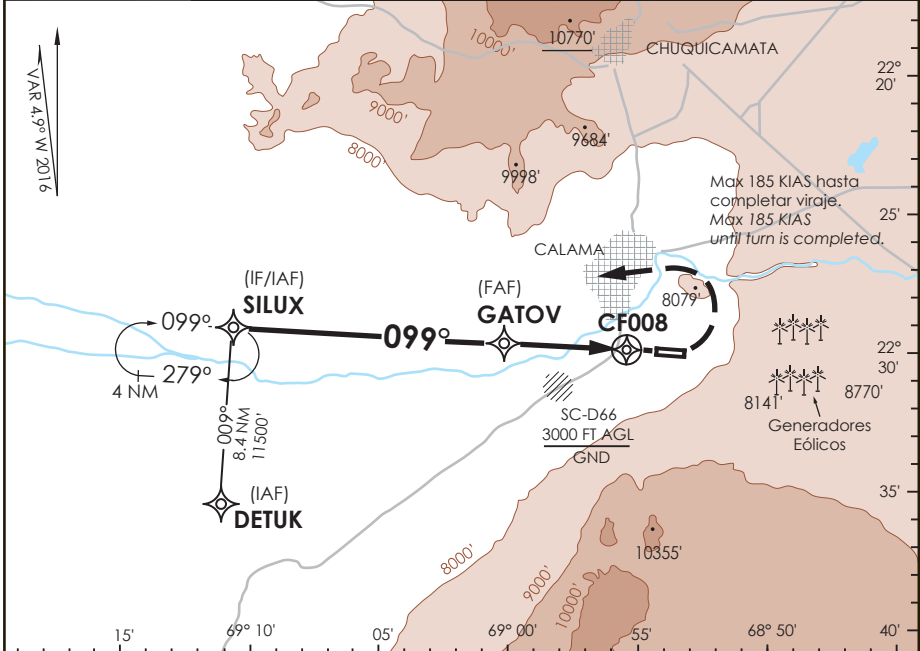 VAR 4.9° W 2016
10770'
10000'
CHUQUICAMATA
22°
20'
9000'
8000'
9684'
9998'
Max 185 KIAS hasta
completar viraje.
Max 185 KIAS
until turn is completed.
25'
CALAMA
8079'
(IF/IAF)
SILUX
(FAF)
GATOV
CF008
099°
099°
279°
4 NM
22°
30'
8141'
8770'
Generadores
Eólicos
SC-D66
3000 FT AGL
GND
009°
8.4 NM
11500'
(IAF)
DETUK
35'
10355'
8000'
9000'
10000'
15'
69° 10'
05'
69° 00'
55'
68° 50'
40'